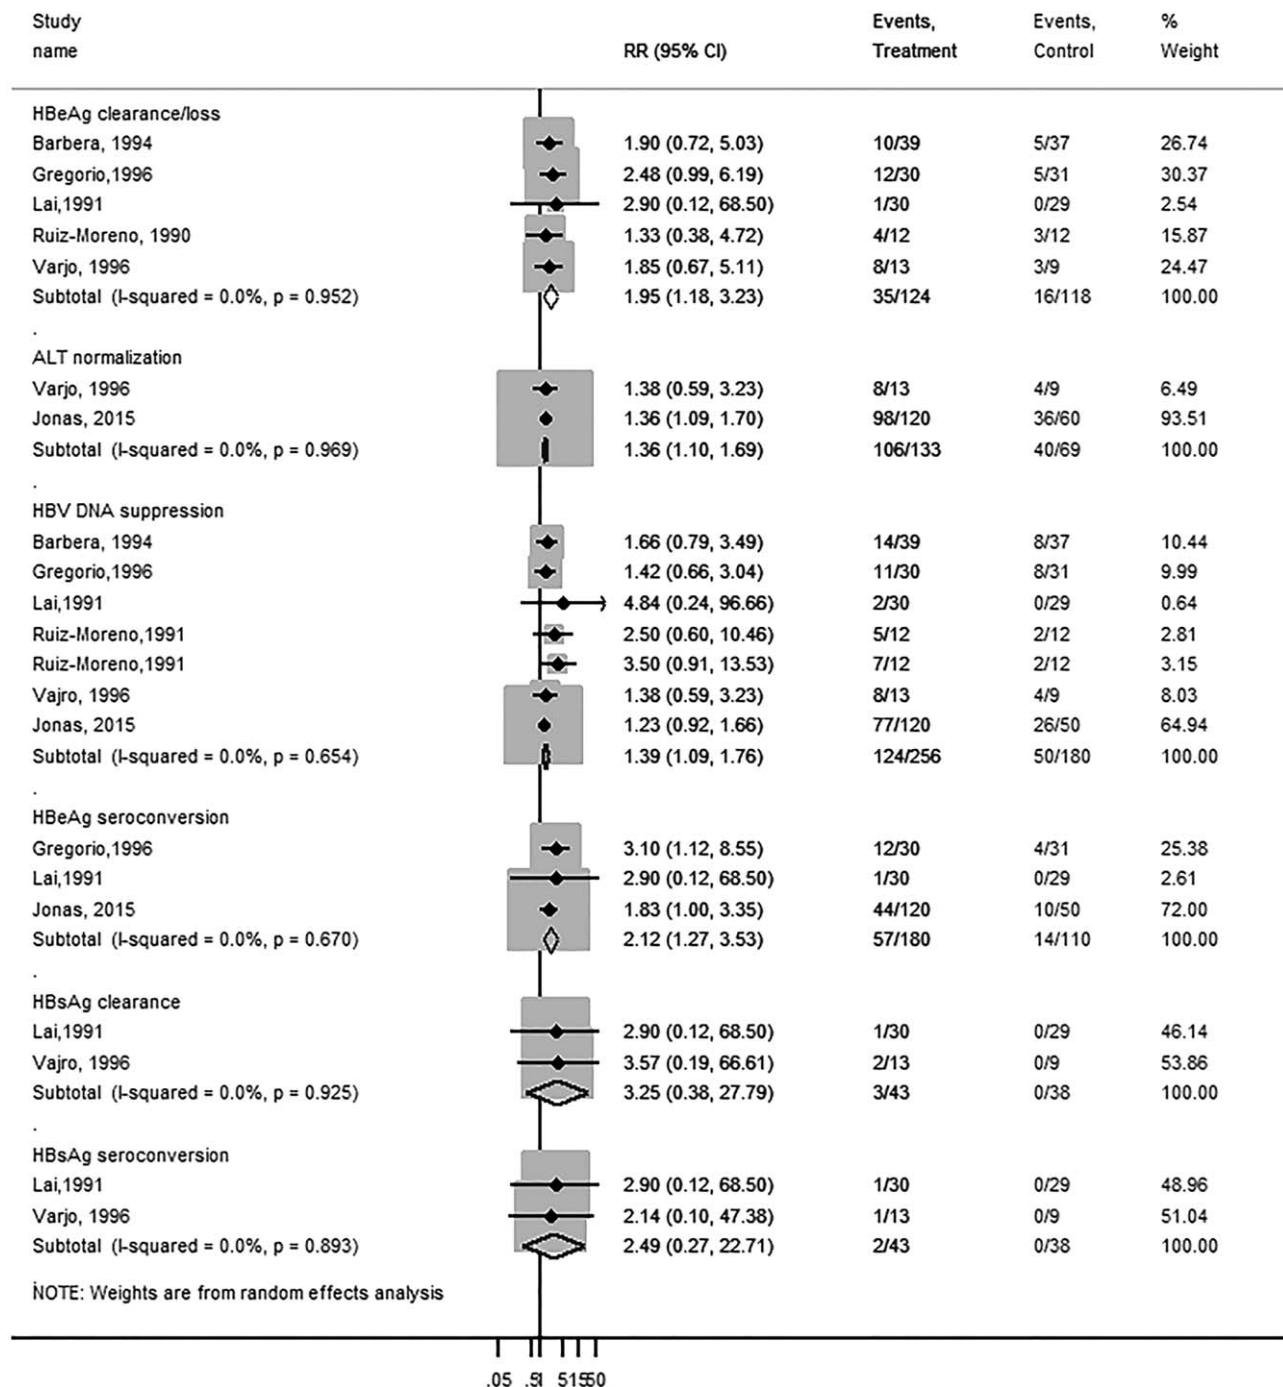 Study name RR (95% CI) Events, Treatment Events, Control % Weight
HBeAg clearance/loss
Barbera, 1994 1.90 (0.72, 5.03) 10/39 5/37 26.74
Gregorio,1996 2.48 (0.99, 6.19) 12/30 5/31 30.37
Lai,1991 2.90 (0.12, 68.50) 1/30 0/29 2.54
Ruiz-Moreno, 1990 1.33 (0.38, 4.72) 4/12 3/12 15.87
Varjo, 1996 1.85 (0.67, 5.11) 8/13 3/9 24.47
Subtotal (I-squared = 0.0%, p = 0.952) 1.95 (1.18, 3.23) 35/124 16/118 100.00
.
ALT normalization
Varjo, 1996 1.38 (0.59, 3.23) 8/13 4/9 6.49
Jonas, 2015 1.36 (1.09, 1.70) 98/120 36/60 93.51
Subtotal (I-squared = 0.0%, p = 0.969) 1.36 (1.10, 1.69) 106/133 40/69 100.00
.
HBV DNA suppression
Barbera, 1994 1.66 (0.79, 3.49) 14/39 8/37 10.44
Gregorio,1996 1.42 (0.66, 3.04) 11/30 8/31 9.99
Lai,1991 4.84 (0.24, 96.66) 2/30 0/29 0.64
Ruiz-Moreno,1991 2.50 (0.60, 10.46) 5/12 2/12 2.81
Ruiz-Moreno,1991 3.50 (0.91, 13.53) 7/12 2/12 3.15
Vajro, 1996 1.38 (0.59, 3.23) 8/13 4/9 8.03
Jonas, 2015 1.23 (0.92, 1.66) 77/120 26/50 64.94
Subtotal (I-squared = 0.0%, p = 0.654) 1.39 (1.09, 1.76) 124/256 50/180 100.00
.
HBeAg seroconversion
Gregorio,1996 3.10 (1.12, 8.55) 12/30 4/31 25.38
Lai,1991 2.90 (0.12, 68.50) 1/30 0/29 2.61
Jonas, 2015 1.83 (1.00, 3.35) 44/120 10/50 72.00
Subtotal (I-squared = 0.0%, p = 0.670) 2.12 (1.27, 3.53) 57/180 14/110 100.00
.
HBsAg clearance
Lai,1991 2.90 (0.12, 68.50) 1/30 0/29 46.14
Vajro, 1996 3.57 (0.19, 66.61) 2/13 0/9 53.86
Subtotal (I-squared = 0.0%, p = 0.925) 3.25 (0.38, 27.79) 3/43 0/38 100.00
.
HBsAg seroconversion
Lai,1991 2.90 (0.12, 68.50) 1/30 0/29 48.96
Varjo, 1996 2.14 (0.10, 47.38) 1/13 0/9 51.04
Subtotal (I-squared = 0.0%, p = 0.893) 2.49 (0.27, 22.71) 2/43 0/38 100.00
.
NOTE: Weights are from random effects analysis
.05 .5 1 5 15 50